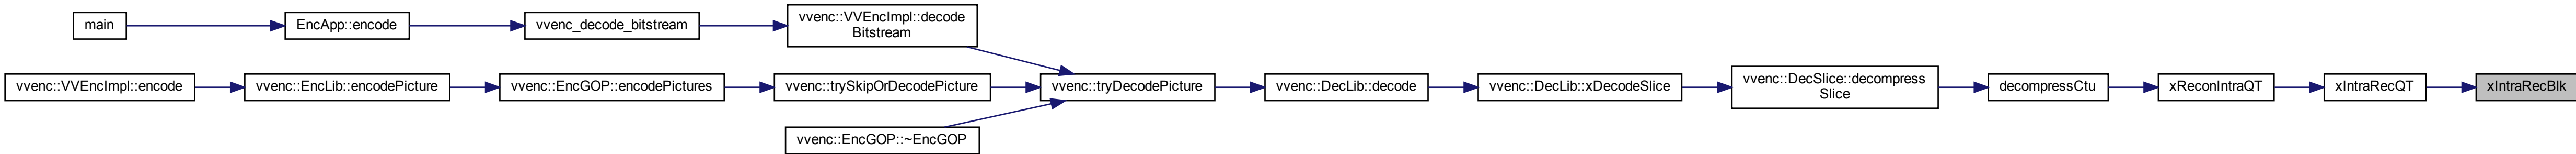 main
EncApp::encode
vvenc_decode_bitstream
vvenc::VVEncImpl::decode
Bitstream
vvenc::VVEncImpl::encode
vvenc::EncLib::encodePicture
vvenc::EncGOP::encodePictures
vvenc::trySkipOrDecodePicture
vvenc::tryDecodePicture
vvenc::DecLib::decode
vvenc::DecLib::xDecodeSlice
vvenc::DecSlice::decompress
Slice
decompressCtu
xReconIntraQT
xIntraRecQT
xIntraRecBlk
vvenc::EncGOP::~EncGOP